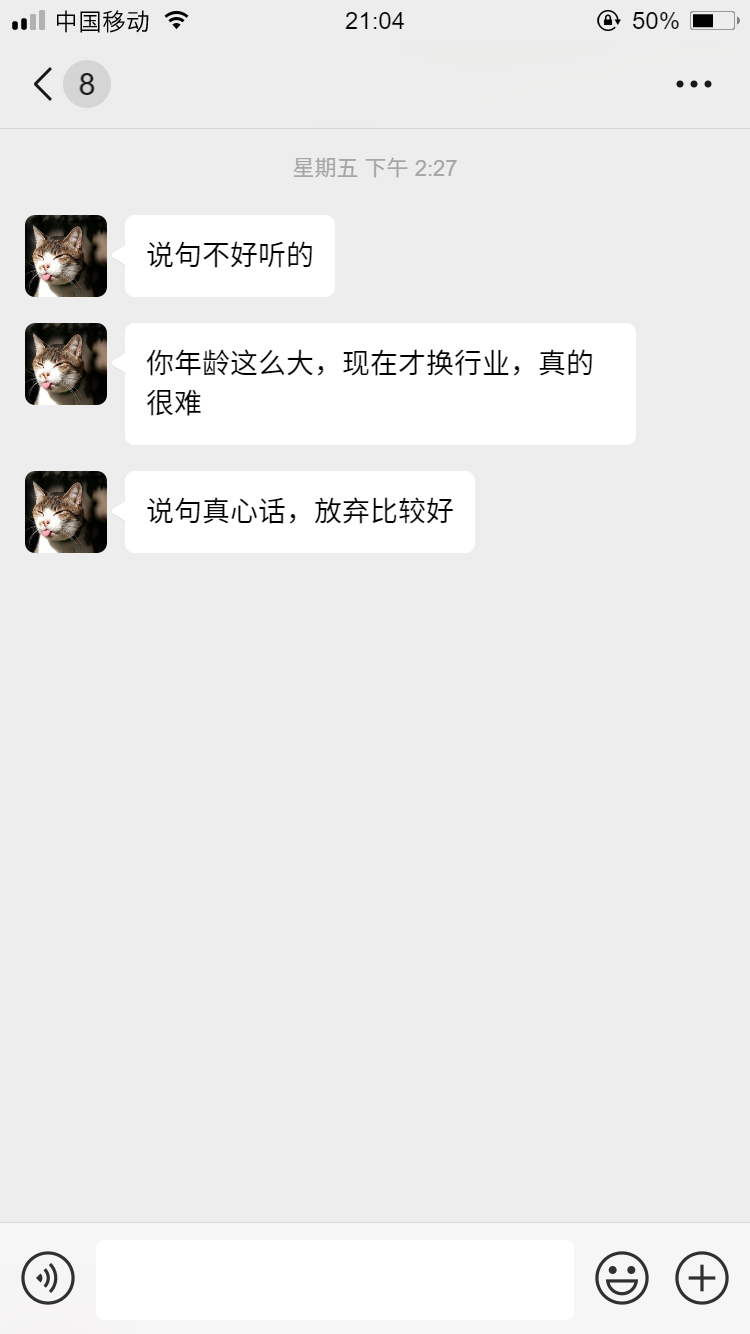 中国移动 21:04 50%
8
星期五 下午 2:27
说句不好听的
你年龄这么大，现在才换行业，真的
很难
说句真心话，放弃比较好